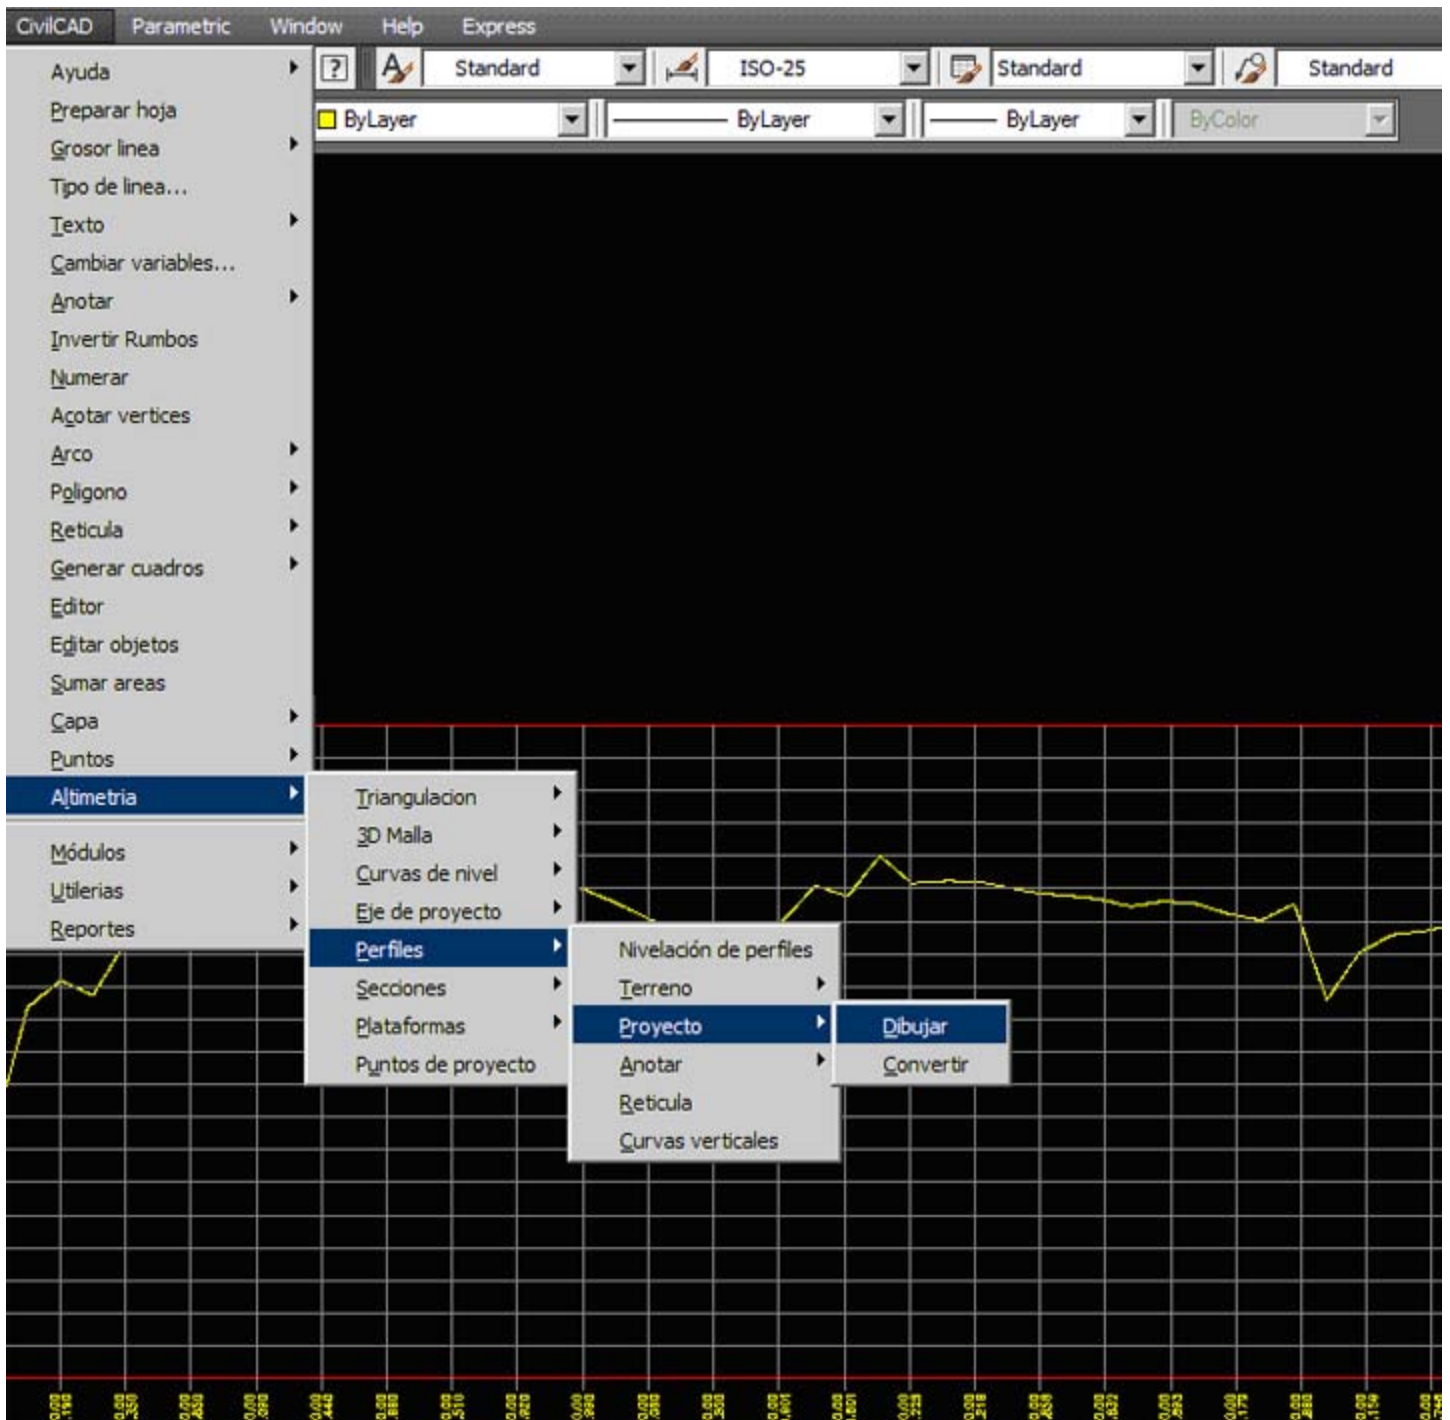 CivilCAD Parametric Window Help Express
Standard ISO-25 Standard Standard
ByLayer ByLayer ByLayer ByColor
Ayuda
Preparar hoja
Grosor linea
Tipo de linea...
Texto
Cambiar variables...
Anotar
Invertir Rumbos
Numerar
Acotar vertices
Arco
Poligono
Reticula
Generar cuadros
Editor
Editar objetos
Sumar areas
Capa
Puntos
Altimetria
Módulos
Utilerias
Reportes
Triangulacion
3D Malla
Curvas de nivel
Eje de proyecto
Perfiles
Secciones
Plataformas
Puntos de proyecto
Nivelación de perfiles
Terreno
Proyecto
Anotar
Reticula
Curvas verticales
Dibujar
Convertir